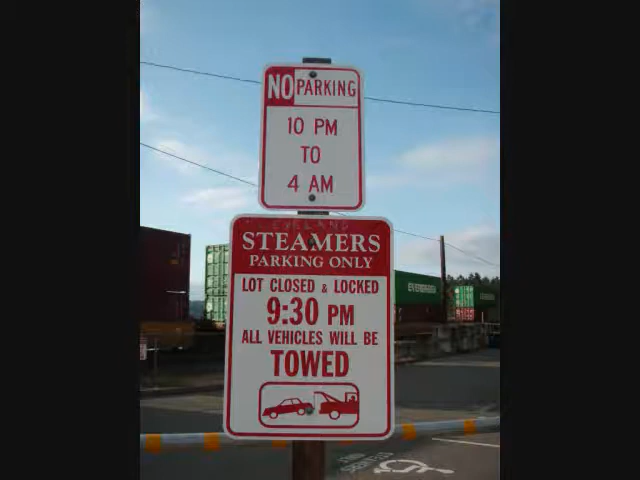 NO PARKING
10 PM
TO
4 AM
STEAMERS
PARKING ONLY
LOT CLOSED & LOCKED
9:30 PM
ALL VEHICLES WILL BE
TOWED
EVERGREEN